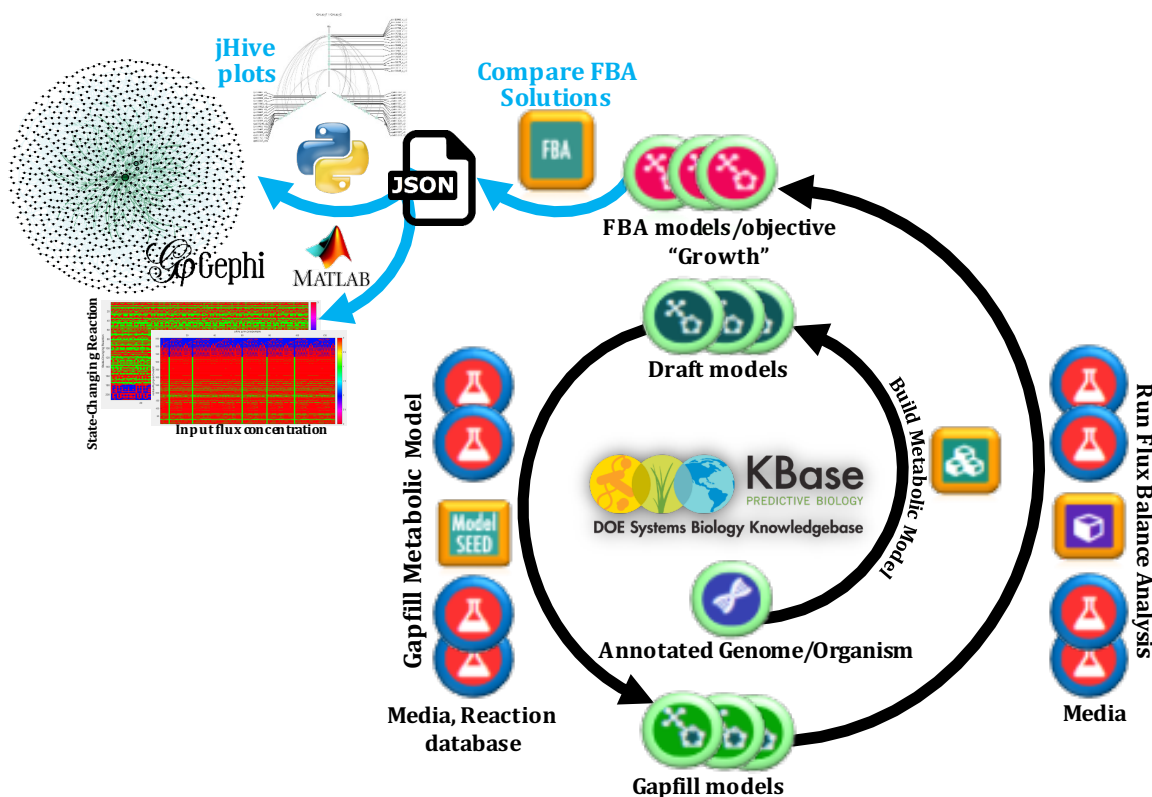 jHive
plots
Compare FBA
Solutions
FBA
JSON
FBA models/objective
“Growth”
Gephi
MATLAB
State-Changing Reaction
Input flux concentration
Draft models
Build Metabolic Model
Gapfill Metabolic Model
Model
SEED
KBase
PREDICTIVE BIOLOGY
DOE Systems Biology Knowledgebase
Run Flux Balance Analysis
Annotated Genome/Organism
Media, Reaction
database
Media
Gapfill models